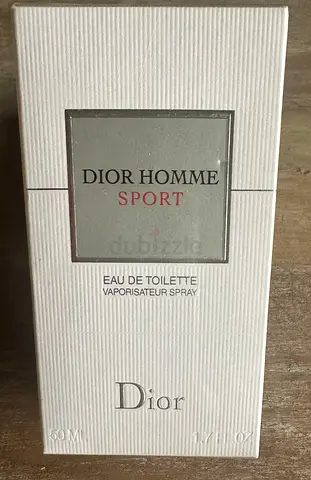 DIOR HOMME
SPORT
dubizzle
EAU DE TOILETTE
VAPORISATEUR SPRAY
Dior
50 ML 1.7 FL OZ